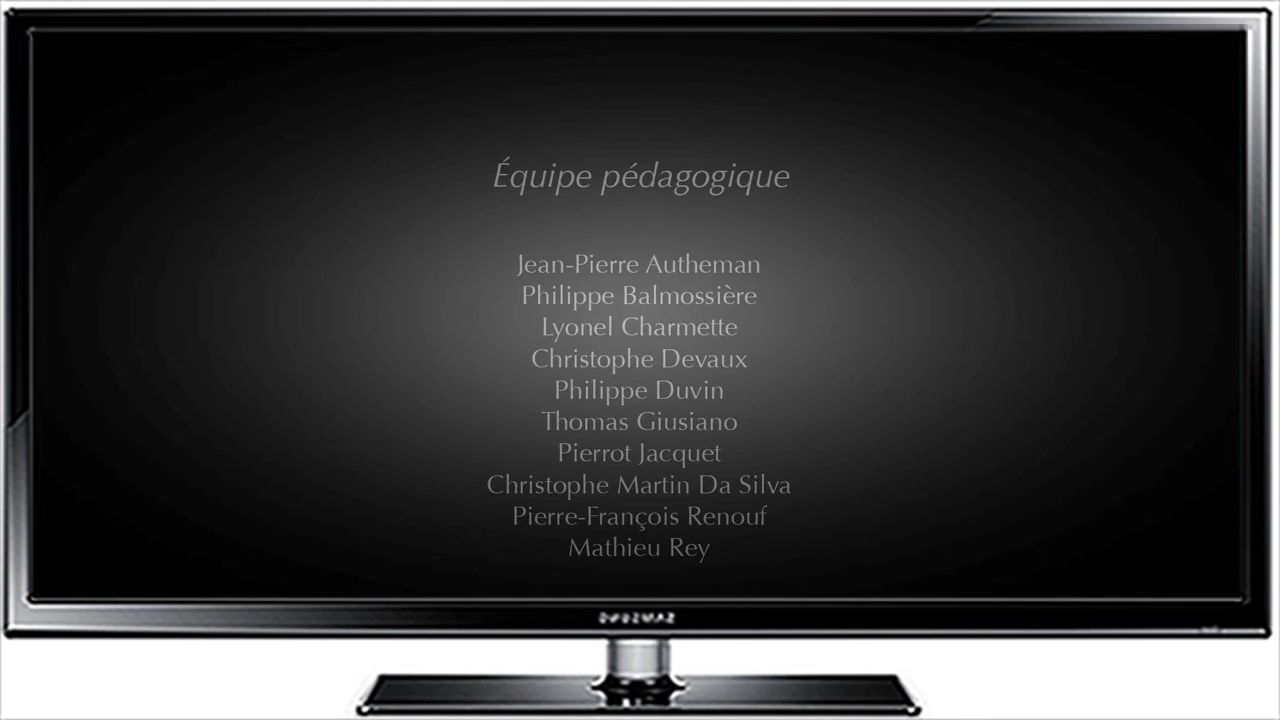 Équipe pédagogique
Jean-Pierre Autheman
Philippe Balmossière
Lyonel Charmette
Christophe Devaux
Philippe Duvin
Thomas Giusiano
Pierrot Jacquet
Christophe Martin Da Silva
Pierre-François Renouf
Mathieu Rey